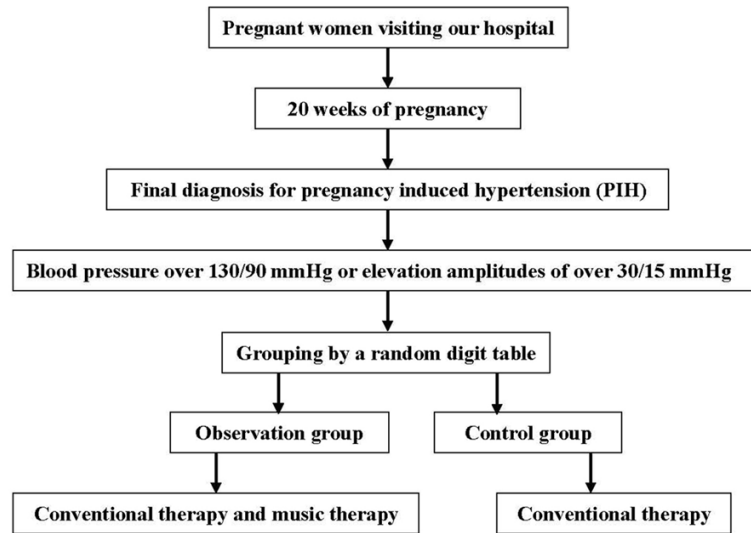 Pregnant women visiting our hospital
20 weeks of pregnancy
Final diagnosis for pregnancy induced hypertension (PIH)
Blood pressure over 130/90 mmHg or elevation amplitudes of over 30/15 mmHg
Grouping by a random digit table
Observation group
Control group
Conventional therapy and music therapy
Conventional therapy